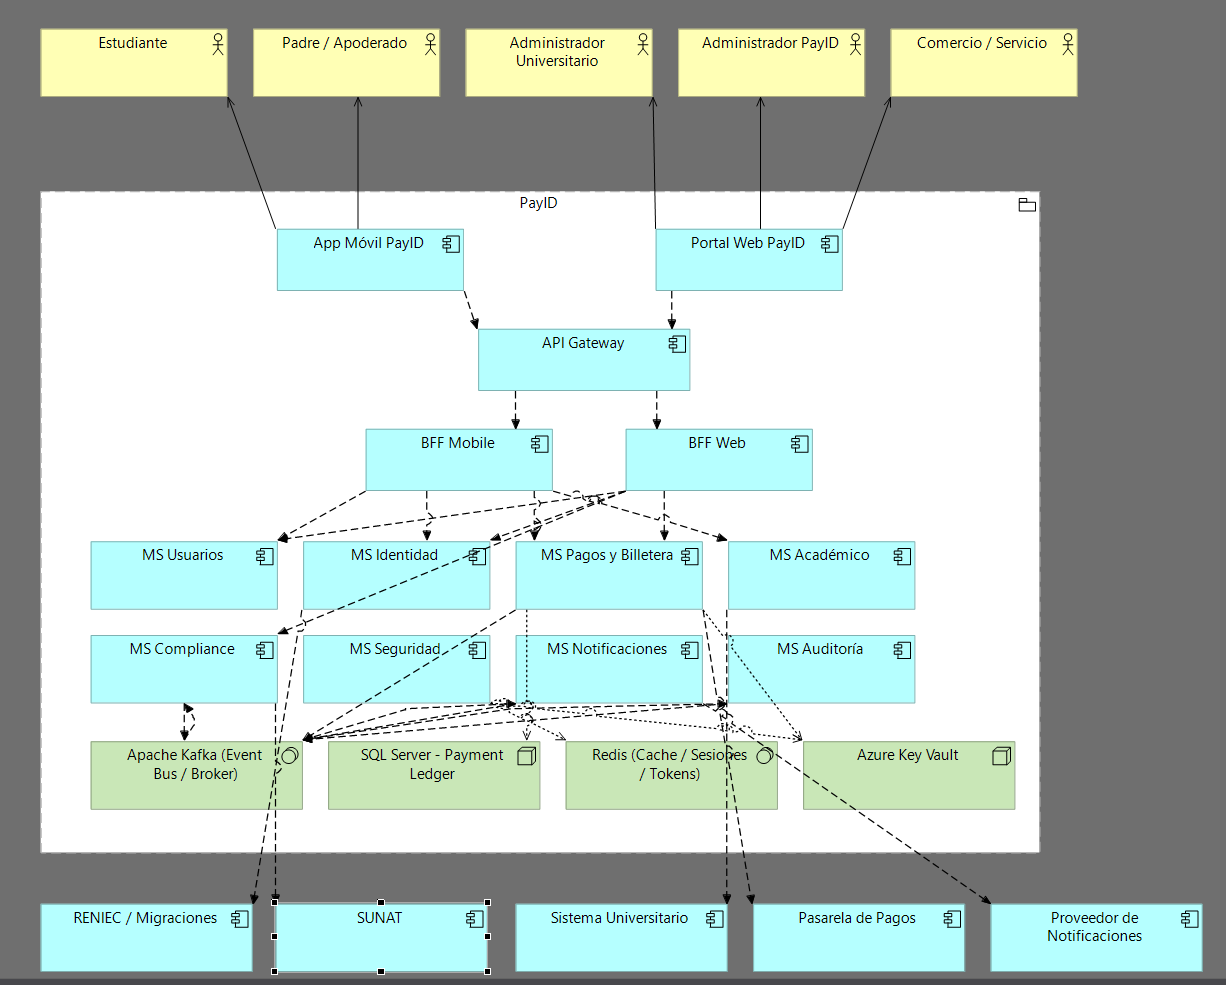 Estudiante
Padre / Apoderado
Administrador
Universitario
Administrador PayID
Comercio / Servicio
PayID
App Móvil PayID
Portal Web PayID
API Gateway
BFF Mobile
BFF Web
MS Usuarios
MS Identidad
MS Pagos y Billetera
MS Académico
MS Compliance
MS Seguridad
MS Notificaciones
MS Auditoría
Apache Kafka (Event
Bus / Broker)
SQL Server - Payment
Ledger
Redis (Cache / Sesiones
/ Tokens)
Azure Key Vault
RENIEC / Migraciones
SUNAT
Sistema Universitario
Pasarela de Pagos
Proveedor de
Notificaciones